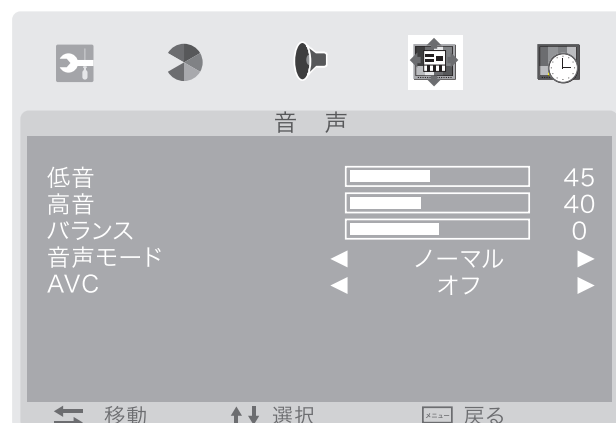 音 声
低音 45
高音 40
バランス 0
音声モード ◀ ノーマル ▶
AVC ◀ オフ ▶
移動 選択 メニュー 戻る